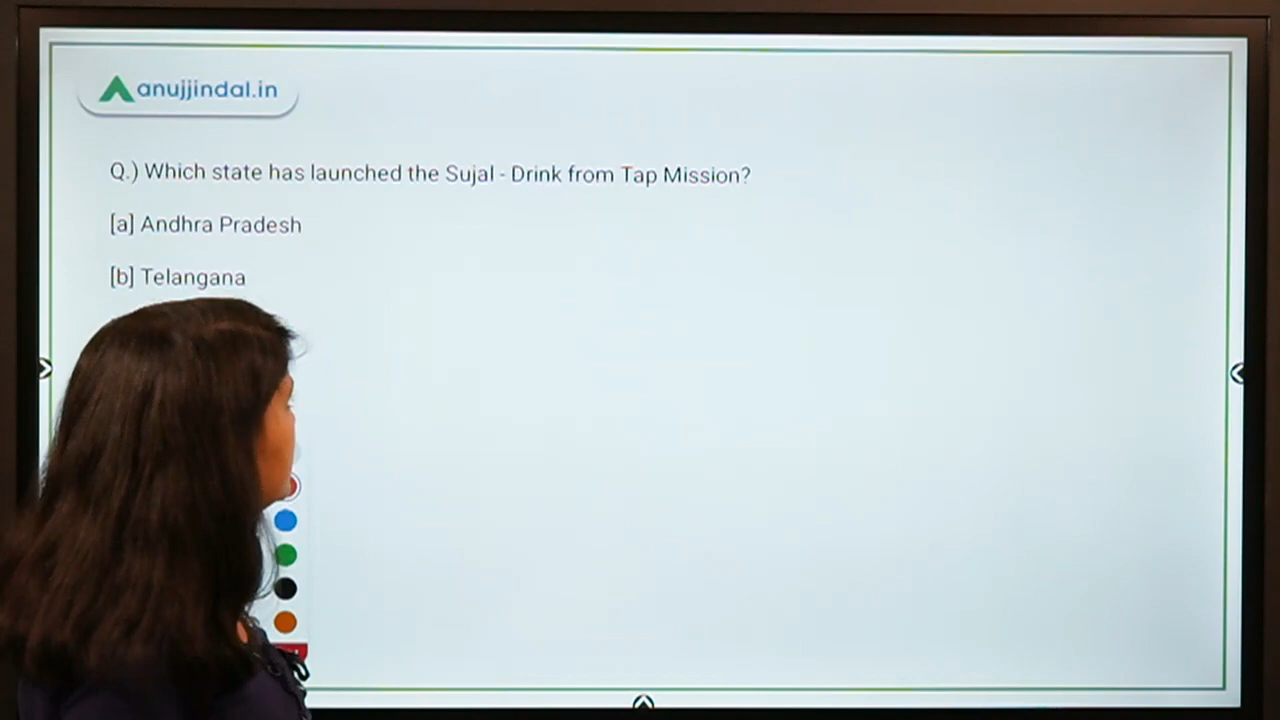 anujjindal.in
Q.) Which state has launched the Sujal - Drink from Tap Mission?
[a] Andhra Pradesh
[b] Telangana